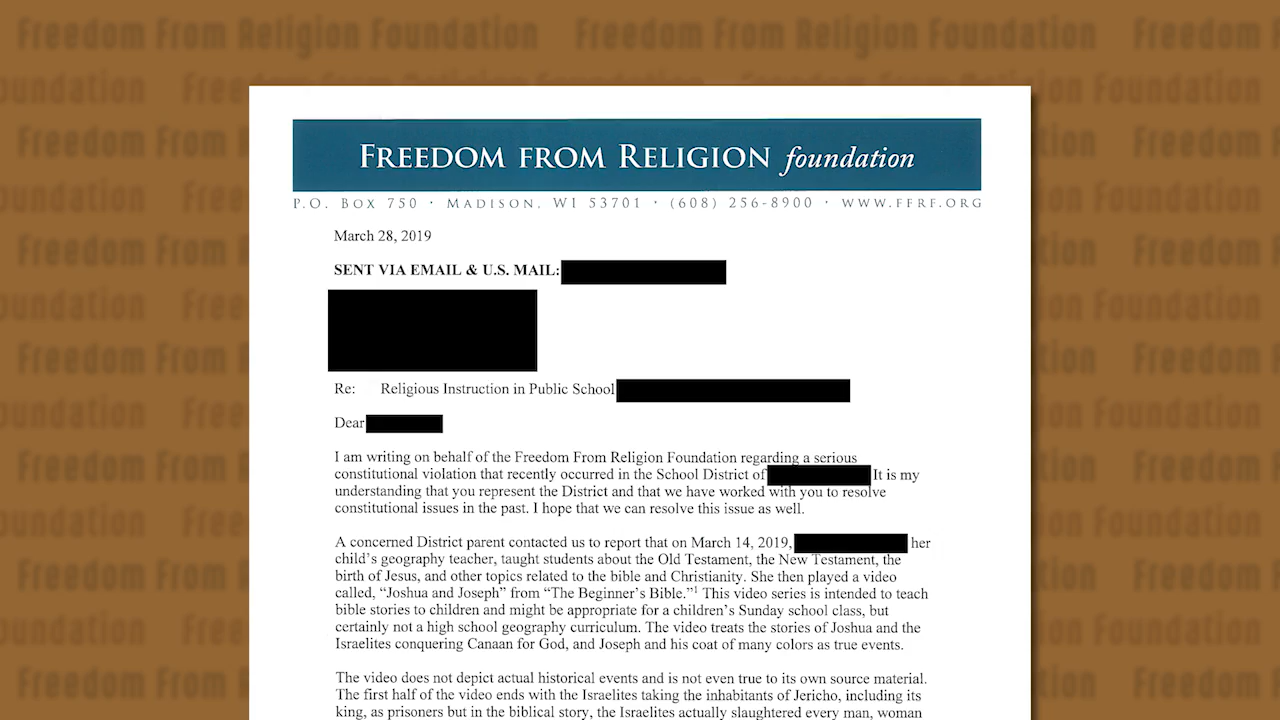 Freedom From Religion Foundation Freedom From Religion Foundation Freedom
FREEDOM FROM RELIGION foundation
P.O. BOX 750 · MADISON, WI 53701 · (608) 256-8900 · WWW.FFRF.ORG
March 28, 2019
SENT VIA EMAIL & U.S. MAIL:
Re: Religious Instruction in Public School
Dear
I am writing on behalf of the Freedom From Religion Foundation regarding a serious
constitutional violation that recently occurred in the School District of It is my
understanding that you represent the District and that we have worked with you to resolve
constitutional issues in the past. I hope that we can resolve this issue as well.
A concerned District parent contacted us to report that on March 14, 2019, her
child's geography teacher, taught students about the Old Testament, the New Testament, the
birth of Jesus, and other topics related to the bible and Christianity. She then played a video
called, “Joshua and Joseph” from “The Beginner's Bible.”¹ This video series is intended to teach
bible stories to children and might be appropriate for a children's Sunday school class, but
certainly not a high school geography curriculum. The video treats the stories of Joshua and the
Israelites conquering Canaan for God, and Joseph and his coat of many colors as true events.
The video does not depict actual historical events and is not even true to its own source material.
The first half of the video ends with the Israelites taking the inhabitants of Jericho, including its
king, as prisoners but in the biblical story, the Israelites actually slaughtered every man, woman